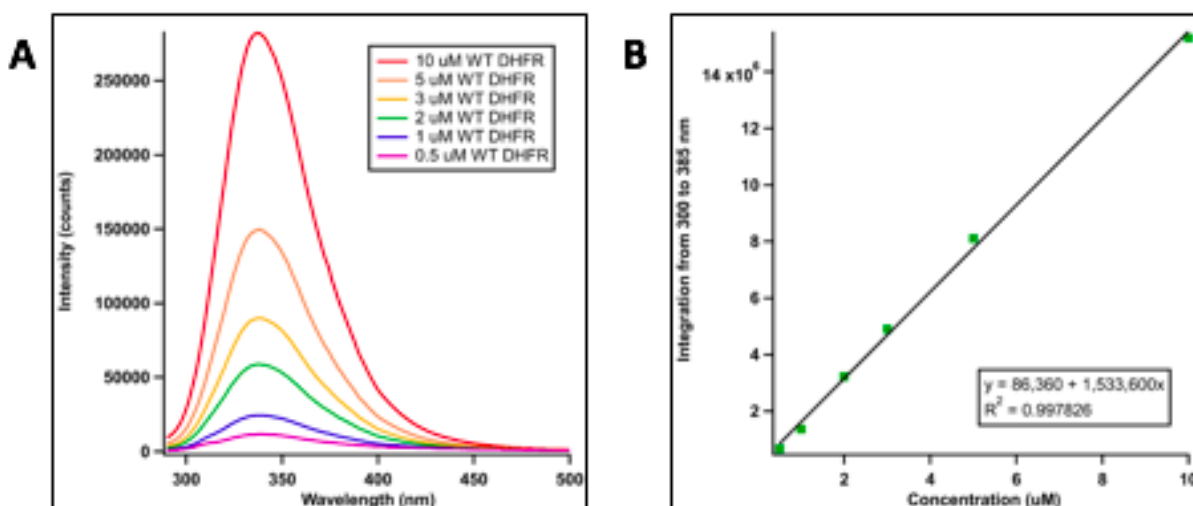 A
Intensity (counts)
250000
200000
150000
100000
50000
0
10 uM WT DHFR
5 uM WT DHFR
3 uM WT DHFR
2 uM WT DHFR
1 uM WT DHFR
0.5 uM WT DHFR
300 350 400 450 500
Wavelength (nm)
B
Integration from 300 to 385 nm
14 x10⁶
12
10
8
6
4
2
y = 86,360 + 1,533,600x
R² = 0.997826
2 4 6 8 10
Concentration (uM)